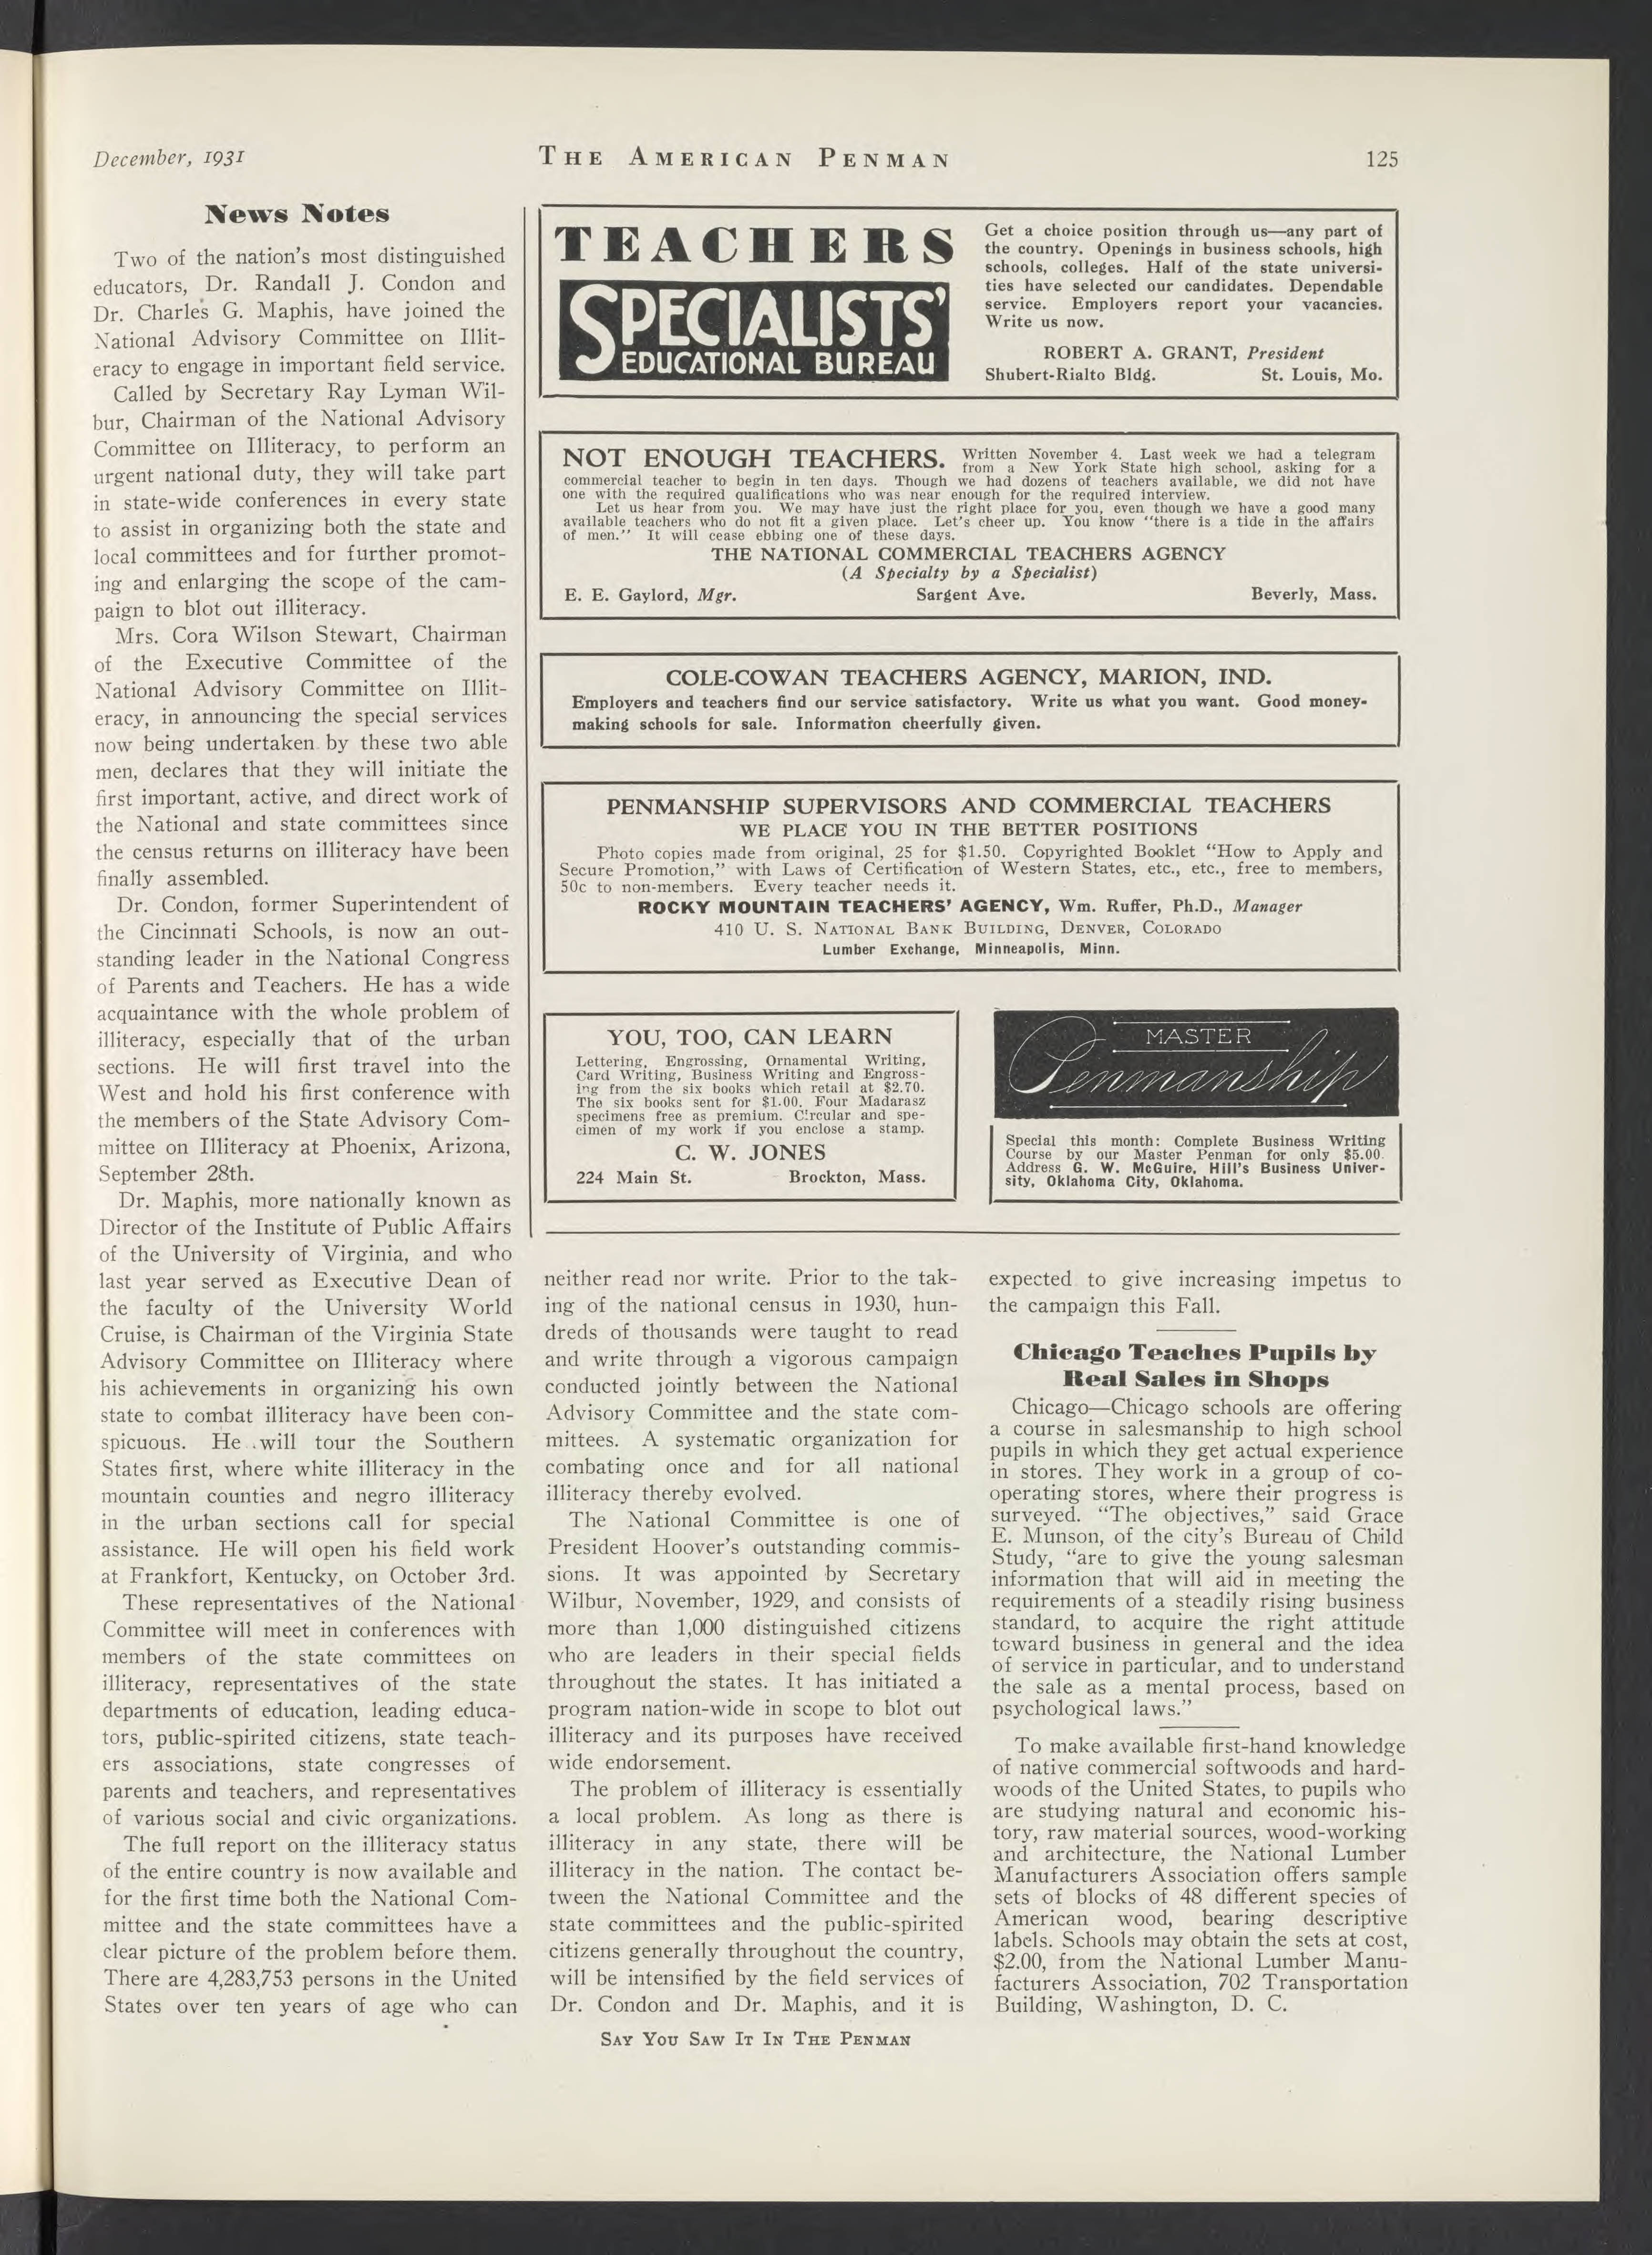 December, 1931
THE AMERICAN PENMAN
125
News Notes
Two of the nation's most distinguished
educators, Dr. Randall J. Condon and
Dr. Charles G. Maphis, have joined the
National Advisory Committee on Illit-
eracy to engage in important field service.
Called by Secretary Ray Lyman Wil-
bur, Chairman of the National Advisory
Committee on Illiteracy, to perform an
urgent national duty, they will take part
in state-wide conferences in every state
to assist in organizing both the state and
local committees and for further promot-
ing and enlarging the scope of the cam-
paign to blot out illiteracy.
Mrs. Cora Wilson Stewart, Chairman
of the Executive Committee of the
National Advisory Committee on Illit-
eracy, in announcing the special services
now being undertaken by these two able
men, declares that they will initiate the
first important, active, and direct work of
the National and state committees since
the census returns on illiteracy have been
finally assembled.
Dr. Condon, former Superintendent of
the Cincinnati Schools, is now an out-
standing leader in the National Congress
of Parents and Teachers. He has a wide
acquaintance with the whole problem of
illiteracy, especially that of the urban
sections. He will first travel into the
West and hold his first conference with
the members of the State Advisory Com-
mittee on Illiteracy at Phoenix, Arizona,
September 28th.
Dr. Maphis, more nationally known as
Director of the Institute of Public Affairs
of the University of Virginia, and who
last year served as Executive Dean of
the faculty of the University World
Cruise, is Chairman of the Virginia State
Advisory Committee on Illiteracy where
his achievements in organizing his own
state to combat illiteracy have been con-
spicuous. He will tour the Southern
States first, where white illiteracy in the
mountain counties and negro illiteracy
in the urban sections call for special
assistance. He will open his field work
at Frankfort, Kentucky, on October 3rd.
These representatives of the National
Committee will meet in conferences with
members of the state committees on
illiteracy, representatives of the state
departments of education, leading educa-
tors, public-spirited citizens, state teach-
ers associations, state congresses of
parents and teachers, and representatives
of various social and civic organizations.
The full report on the illiteracy status
of the entire country is now available and
for the first time both the National Com-
mittee and the state committees have a
clear picture of the problem before them.
There are 4,283,753 persons in the United
States over ten years of age who can
TEACHERS
SPECIALISTS'
EDUCATIONAL BUREAU
Get a choice position through us—any part of
the country. Openings in business schools, high
schools, colleges. Half of the state universi-
ties have selected our candidates. Dependable
service. Employers report your vacancies.
Write us now.
ROBERT A. GRANT, President
Shubert-Rialto Bldg. St. Louis, Mo.
NOT ENOUGH TEACHERS. Written November 4. Last week we had a telegram
from a New York State high school, asking for a
commercial teacher to begin in ten days. Though we had dozens of teachers available, we did not have
one with the required qualifications who was near enough for the required interview.
Let us hear from you. We may have just the right place for you, even though we have a good many
available teachers who do not fit a given place. Let's cheer up. You know "there is a tide in the affairs
of men." It will cease ebbing one of these days.
THE NATIONAL COMMERCIAL TEACHERS AGENCY
(A Specialty by a Specialist)
E. E. Gaylord, Mgr. Sargent Ave. Beverly, Mass.
COLE-COWAN TEACHERS AGENCY, MARION, IND.
Employers and teachers find our service satisfactory. Write us what you want. Good money-
making schools for sale. Information cheerfully given.
PENMANSHIP SUPERVISORS AND COMMERCIAL TEACHERS
WE PLACE YOU IN THE BETTER POSITIONS
Photo copies made from original, 25 for $1.50. Copyrighted Booklet "How to Apply and
Secure Promotion," with Laws of Certification of Western States, etc., etc., free to members,
50c to non-members. Every teacher needs it.
ROCKY MOUNTAIN TEACHERS' AGENCY, Wm. Ruffer, Ph.D., Manager
410 U. S. NATIONAL BANK BUILDING, DENVER, COLORADO
Lumber Exchange, Minneapolis, Minn.
YOU, TOO, CAN LEARN
Lettering, Engrossing, Ornamental Writing,
Card Writing, Business Writing and Engross-
ing from the six books which retail at $2.70.
The six books sent for $1.00. Four Madarasz
specimens free as premium. Circular and spe-
cimen of my work if you enclose a stamp.
C. W. JONES
224 Main St. Brockton, Mass.
MASTER
Penmanship
Special this month: Complete Business Writing
Course by our Master Penman for only $5.00.
Address G. W. McGuire, Hill's Business Univer-
sity, Oklahoma City, Oklahoma.
neither read nor write. Prior to the tak-
ing of the national census in 1930, hun-
dreds of thousands were taught to read
and write through a vigorous campaign
conducted jointly between the National
Advisory Committee and the state com-
mittees. A systematic organization for
combating once and for all national
illiteracy thereby evolved.
The National Committee is one of
President Hoover's outstanding commis-
sions. It was appointed by Secretary
Wilbur, November, 1929, and consists of
more than 1,000 distinguished citizens
who are leaders in their special fields
throughout the states. It has initiated a
program nation-wide in scope to blot out
illiteracy and its purposes have received
wide endorsement.
The problem of illiteracy is essentially
a local problem. As long as there is
illiteracy in any state, there will be
illiteracy in the nation. The contact be-
tween the National Committee and the
state committees and the public-spirited
citizens generally throughout the country,
will be intensified by the field services of
Dr. Condon and Dr. Maphis, and it is
expected to give increasing impetus to
the campaign this Fall.
Chicago Teaches Pupils by
Real Sales in Shops
Chicago—Chicago schools are offering
a course in salesmanship to high school
pupils in which they get actual experience
in stores. They work in a group of co-
operating stores, where their progress is
surveyed. "The objectives," said Grace
E. Munson, of the city's Bureau of Child
Study, "are to give the young salesman
information that will aid in meeting the
requirements of a steadily rising business
standard, to acquire the right attitude
toward business in general and the idea
of service in particular, and to understand
the sale as a mental process, based on
psychological laws."
To make available first-hand knowledge
of native commercial softwoods and hard-
woods of the United States, to pupils who
are studying natural and economic his-
tory, raw material sources, wood-working
and architecture, the National Lumber
Manufacturers Association offers sample
sets of blocks of 48 different species of
American wood, bearing descriptive
labels. Schools may obtain the sets at cost,
$2.00, from the National Lumber Manu-
facturers Association, 702 Transportation
Building, Washington, D. C.
SAY YOU SAW IT IN THE PENMAN